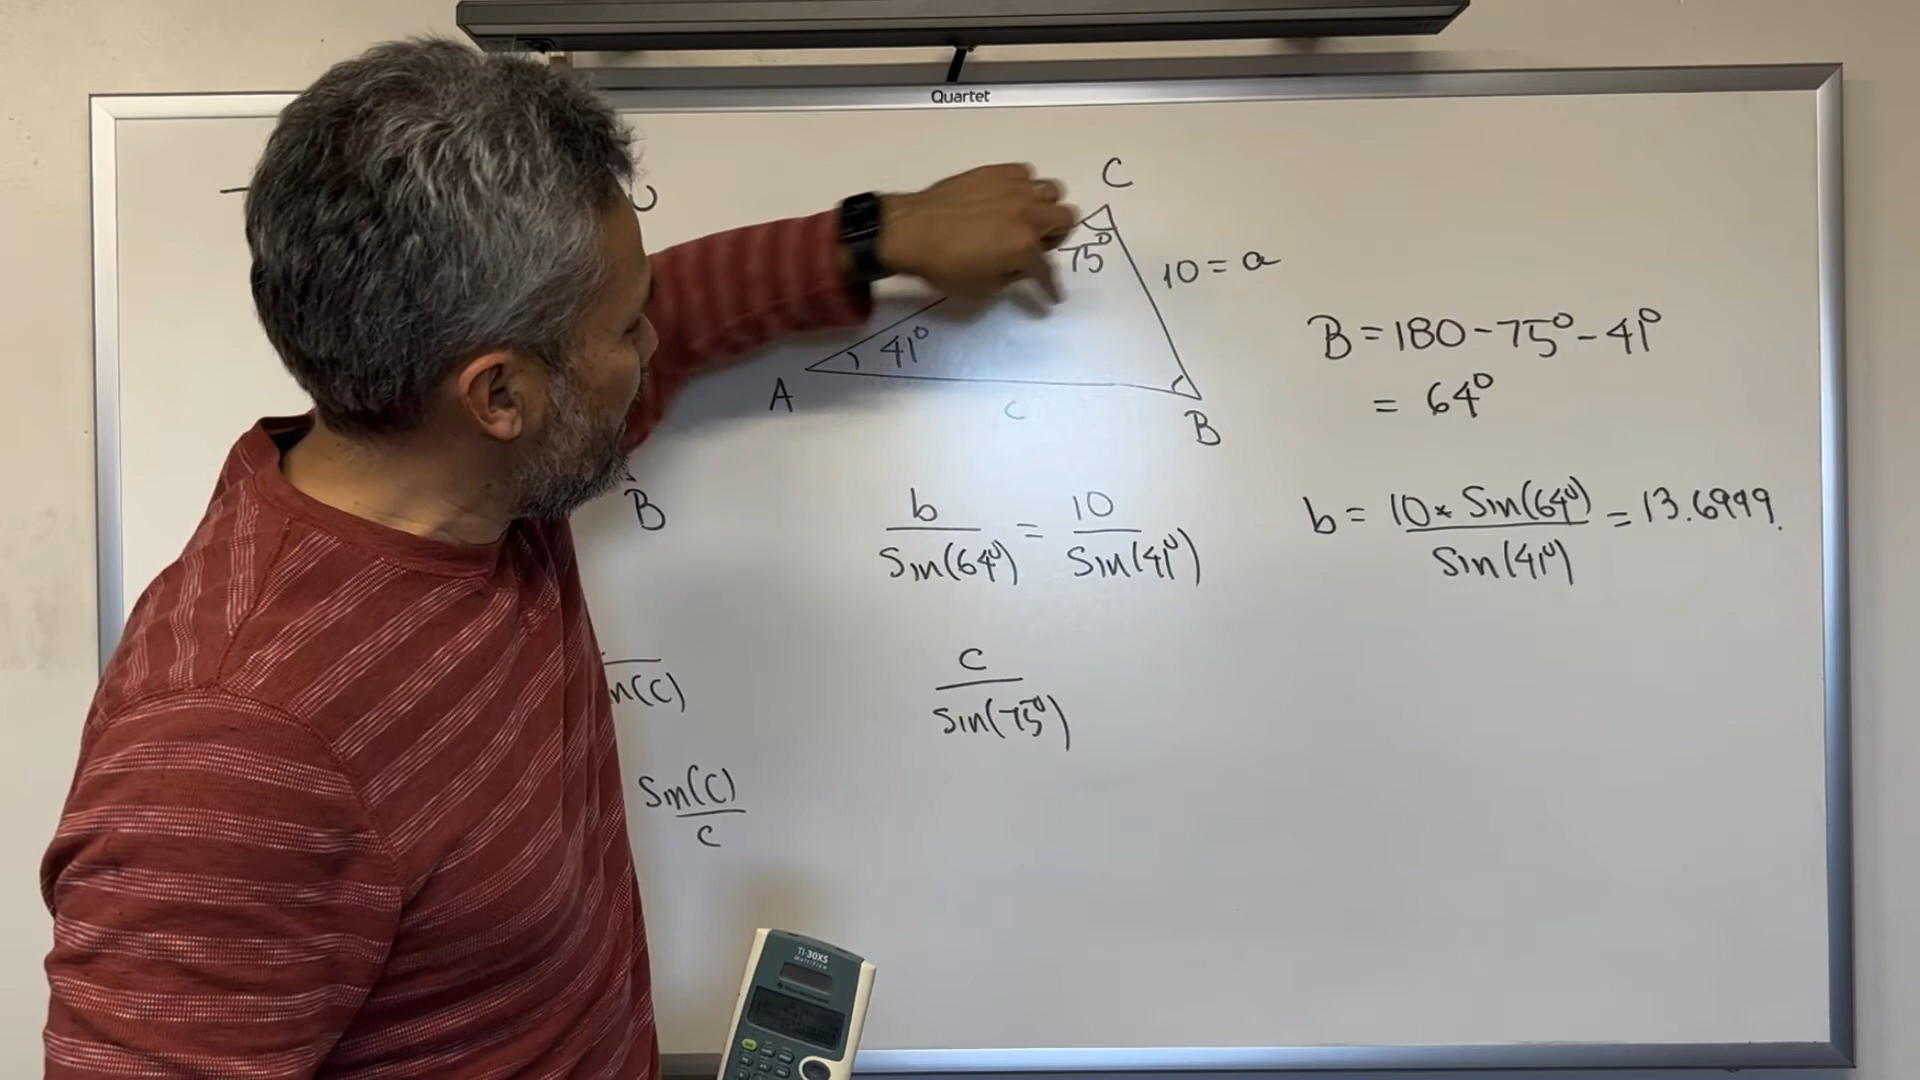 Quartet
C
75°
10 = a
41°
A
c
B
B = 180 - 75° - 41°
= 64°
B
b / Sin(64°) = 10 / Sin(41°)
b = 10 * Sin(64°) / Sin(41°) = 13.6999.
n(C)
c / Sin(75°)
Sin(C) / c
TI-30XS
MultiView